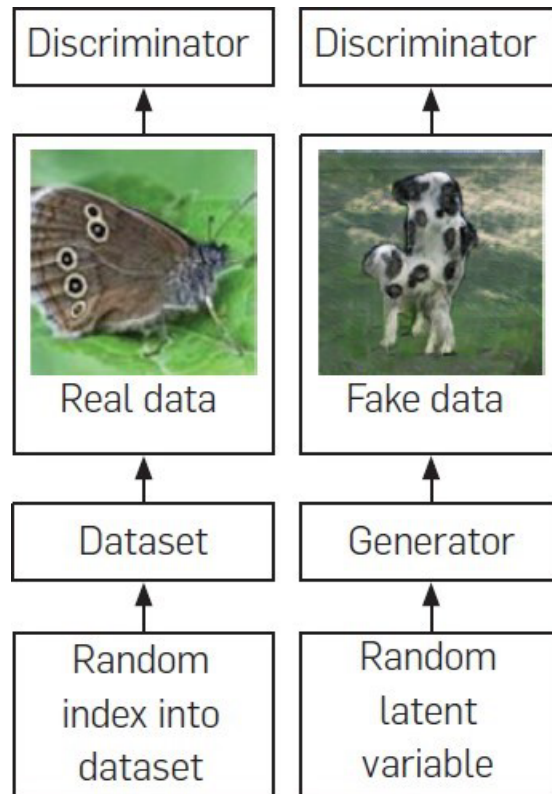 Discriminator
Discriminator
Real data
Fake data
Dataset
Generator
Random
index into
dataset
Random
latent
variable